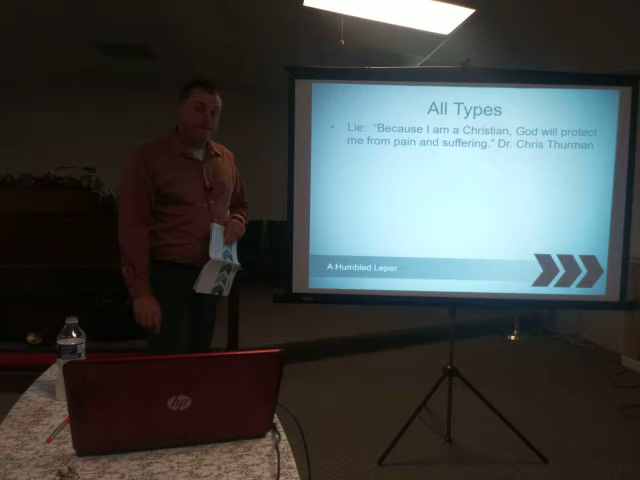 All Types
• Lie: "Because I am a Christian, God will protect
me from pain and suffering." Dr. Chris Thurman
A Humbled Leper
hp